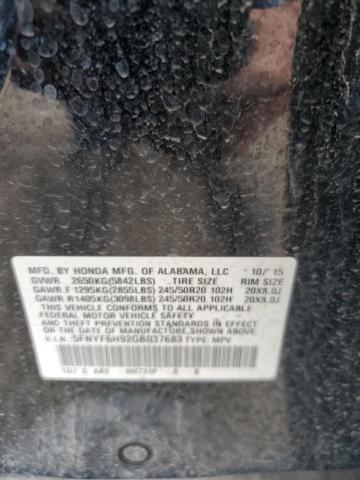 MFD. BY HONDA MFG. OF ALABAMA, LLC 10/'15
GVWR 2650KG(5842LBS) TIRE SIZE RIM SIZE
GAWR F 1295KG(2855LBS) 245/50R20 102H 20X8.0J
GAWR R 1405KG(3098LBS) 245/50R20 102H 20X8.0J
THIS VEHICLE CONFORMS TO ALL APPLICABLE
FEDERAL MOTOR VEHICLE SAFETY AND
THEFT PREVENTION STANDARDS IN EFFECT
ON THE DATE OF MANUFACTURE SHOWN ABOVE.
V.I.N.:5FNYF6H92GB037683 TYPE: MPV
NH731P A